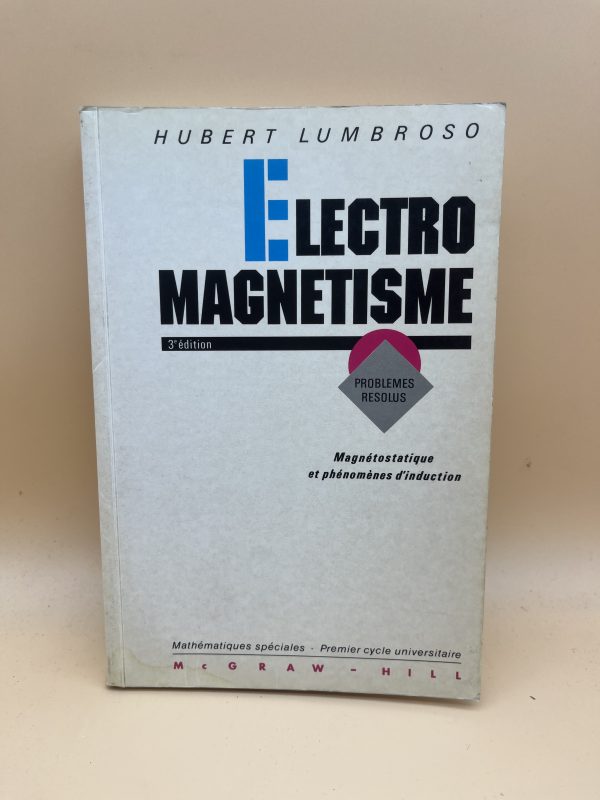 HUBERT LUMBROSO
ELECTRO
MAGNETISME
3e édition
PROBLEMES
RESOLUS
Magnétostatique
et phénomènes d'induction
Mathématiques spéciales · Premier cycle universitaire
McGRAW-HILL